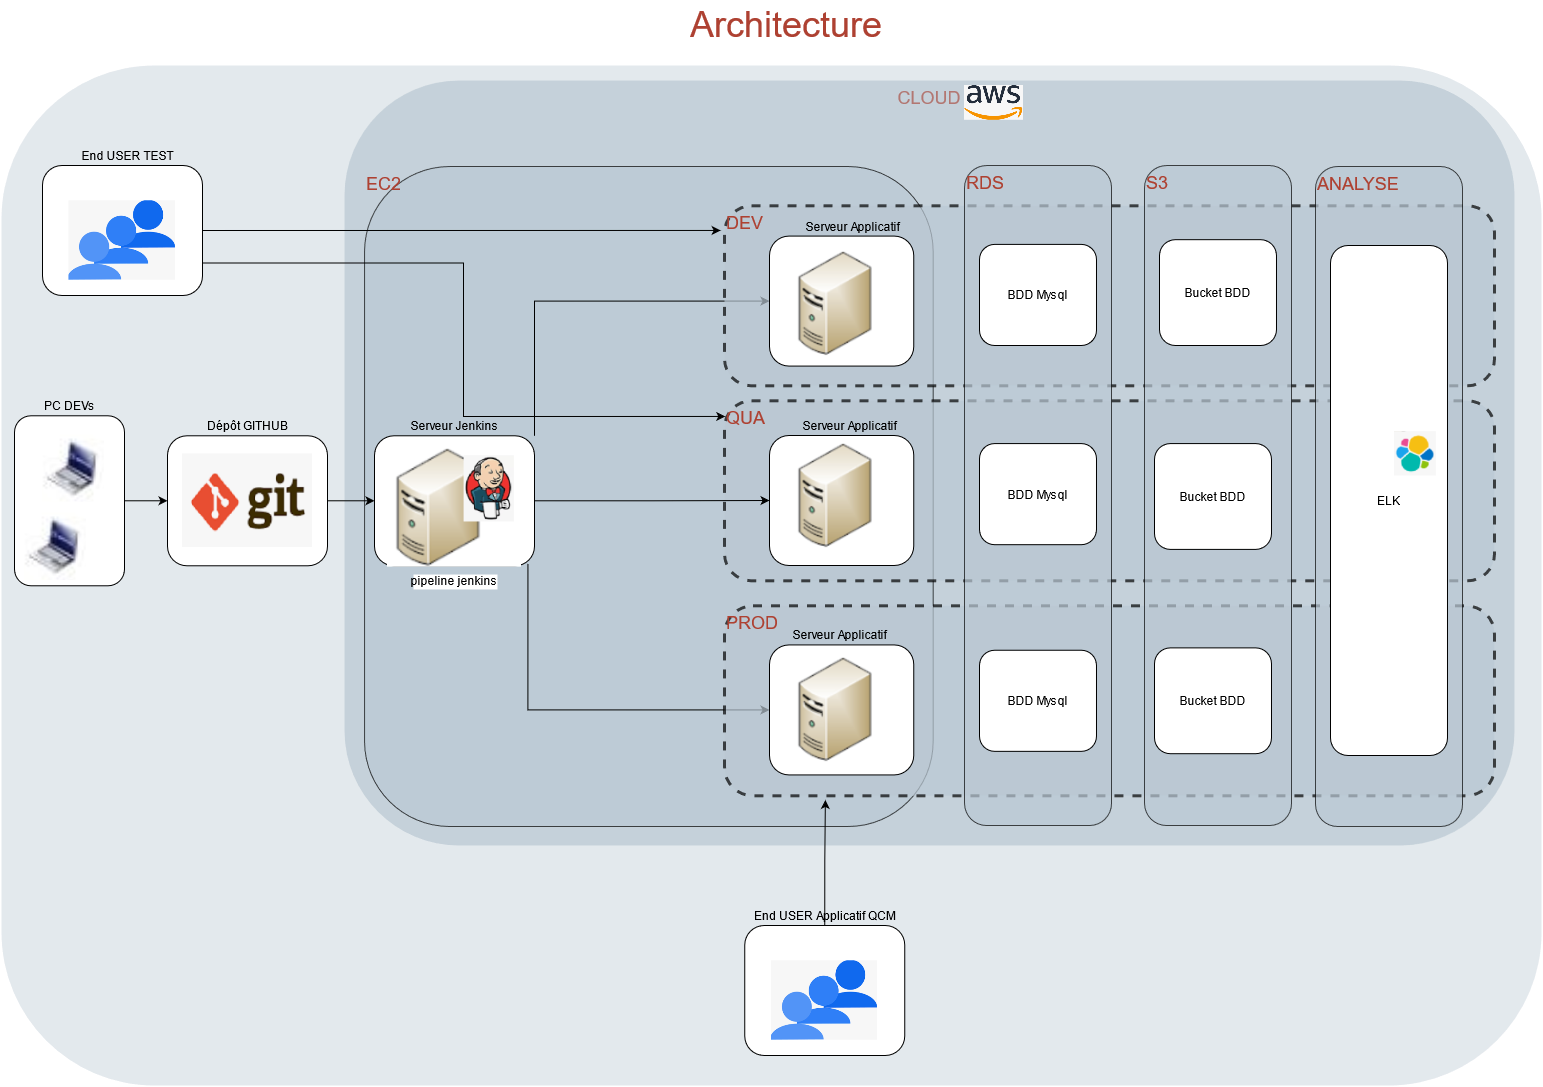 Architecture
CLOUD aws
End USER TEST
EC2
RDS
S3
ANALYSE
DEV
Serveur Applicatif
BDD Mysql
Bucket BDD
PC DEVs
Dépôt GITHUB
git
Serveur Jenkins
pipeline jenkins
QUA
Serveur Applicatif
BDD Mysql
Bucket BDD
ELK
PROD
Serveur Applicatif
BDD Mysql
Bucket BDD
End USER Applicatif QCM